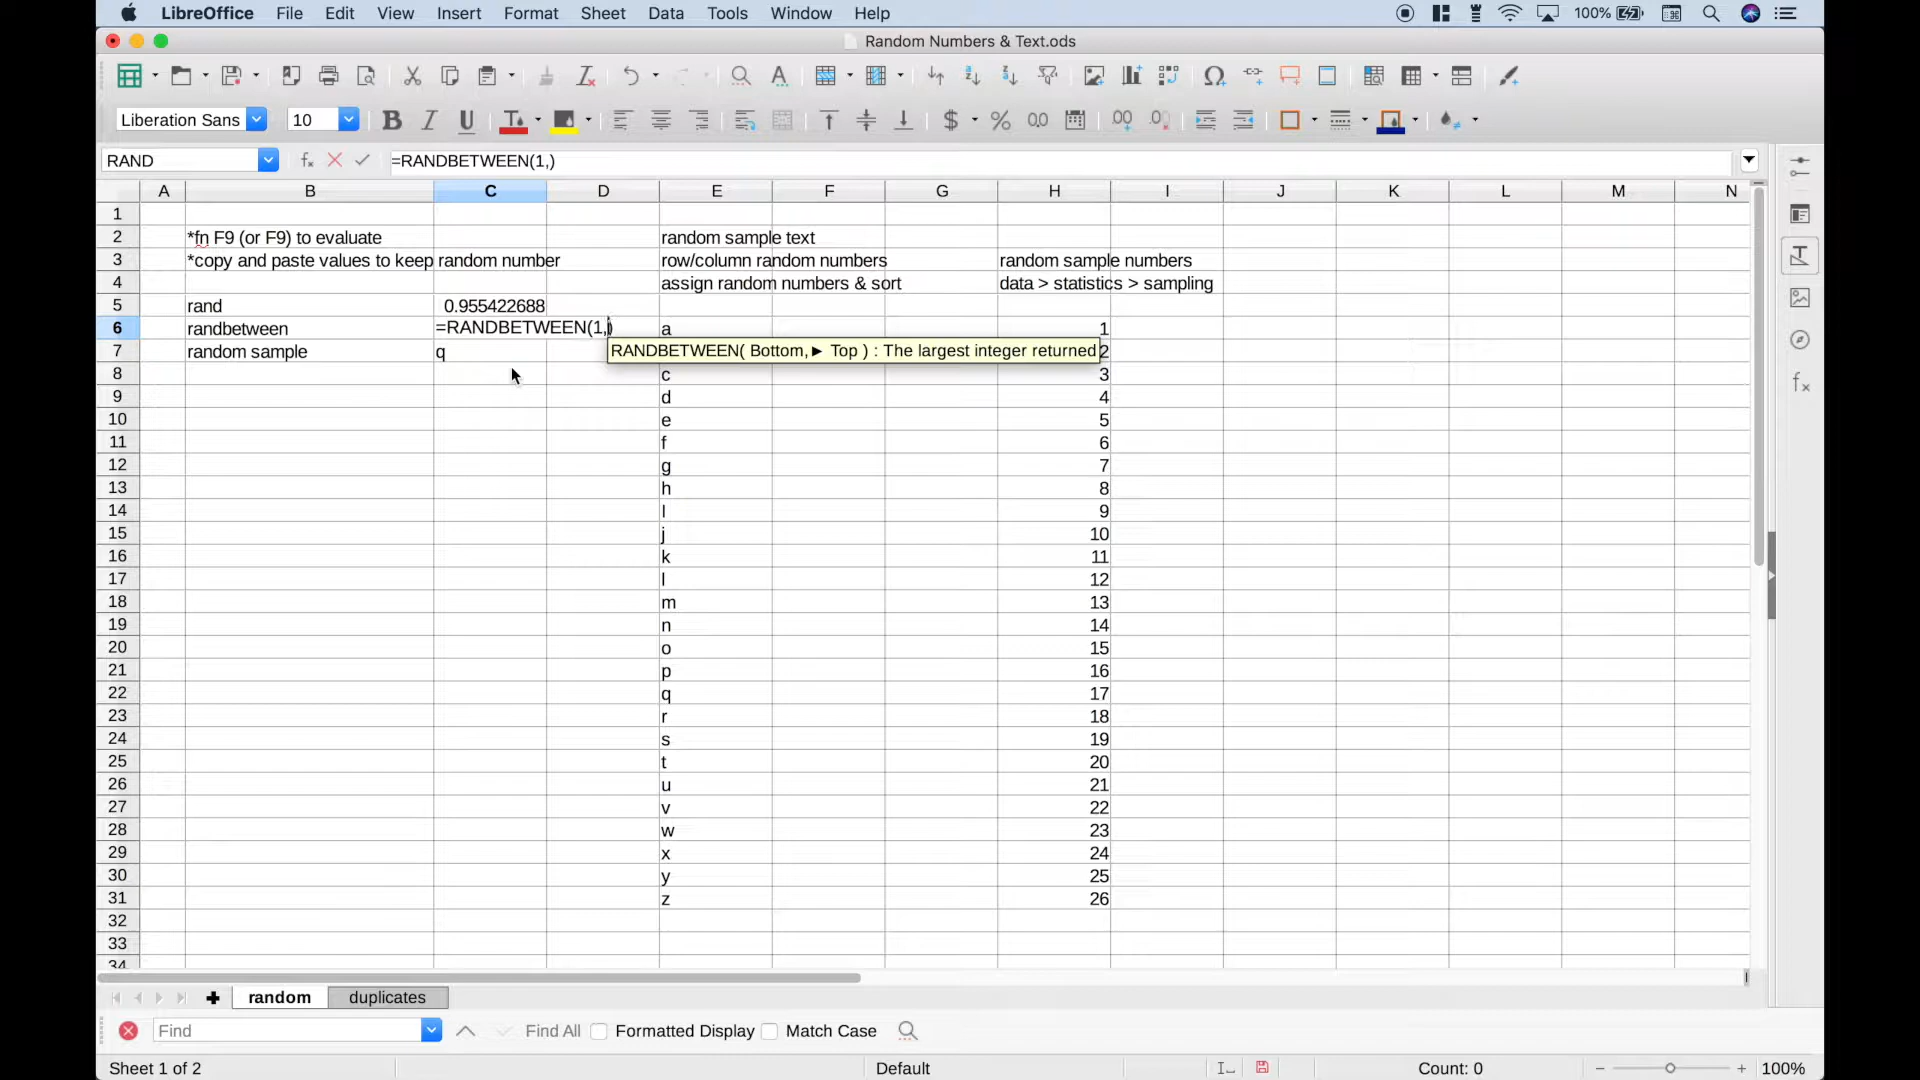 LibreOffice File Edit View Insert Format Sheet Data Tools Window Help 100%
Random Numbers & Text.ods
Liberation Sans 10
RAND =RANDBETWEEN(1,)
A B C D E F G H I J K L M N
1
2 *fn F9 (or F9) to evaluate random sample text
3 *copy and paste values to keep random number row/column random numbers random sample numbers
4 assign random numbers & sort data > statistics > sampling
5 rand 0.955422688
6 randbetween =RANDBETWEEN(1,) a 1
7 random sample q RANDBETWEEN( Bottom,► Top ) : The largest integer returned 2
8 c 3
9 d 4
10 e 5
11 f 6
12 g 7
13 h 8
14 I 9
15 j 10
16 k 11
17 l 12
18 m 13
19 n 14
20 o 15
21 p 16
22 q 17
23 r 18
24 s 19
25 t 20
26 u 21
27 v 22
28 w 23
29 x 24
30 y 25
31 z 26
32
33
34
random duplicates
Find Find All Formatted Display Match Case
Sheet 1 of 2 Default Count: 0 100%